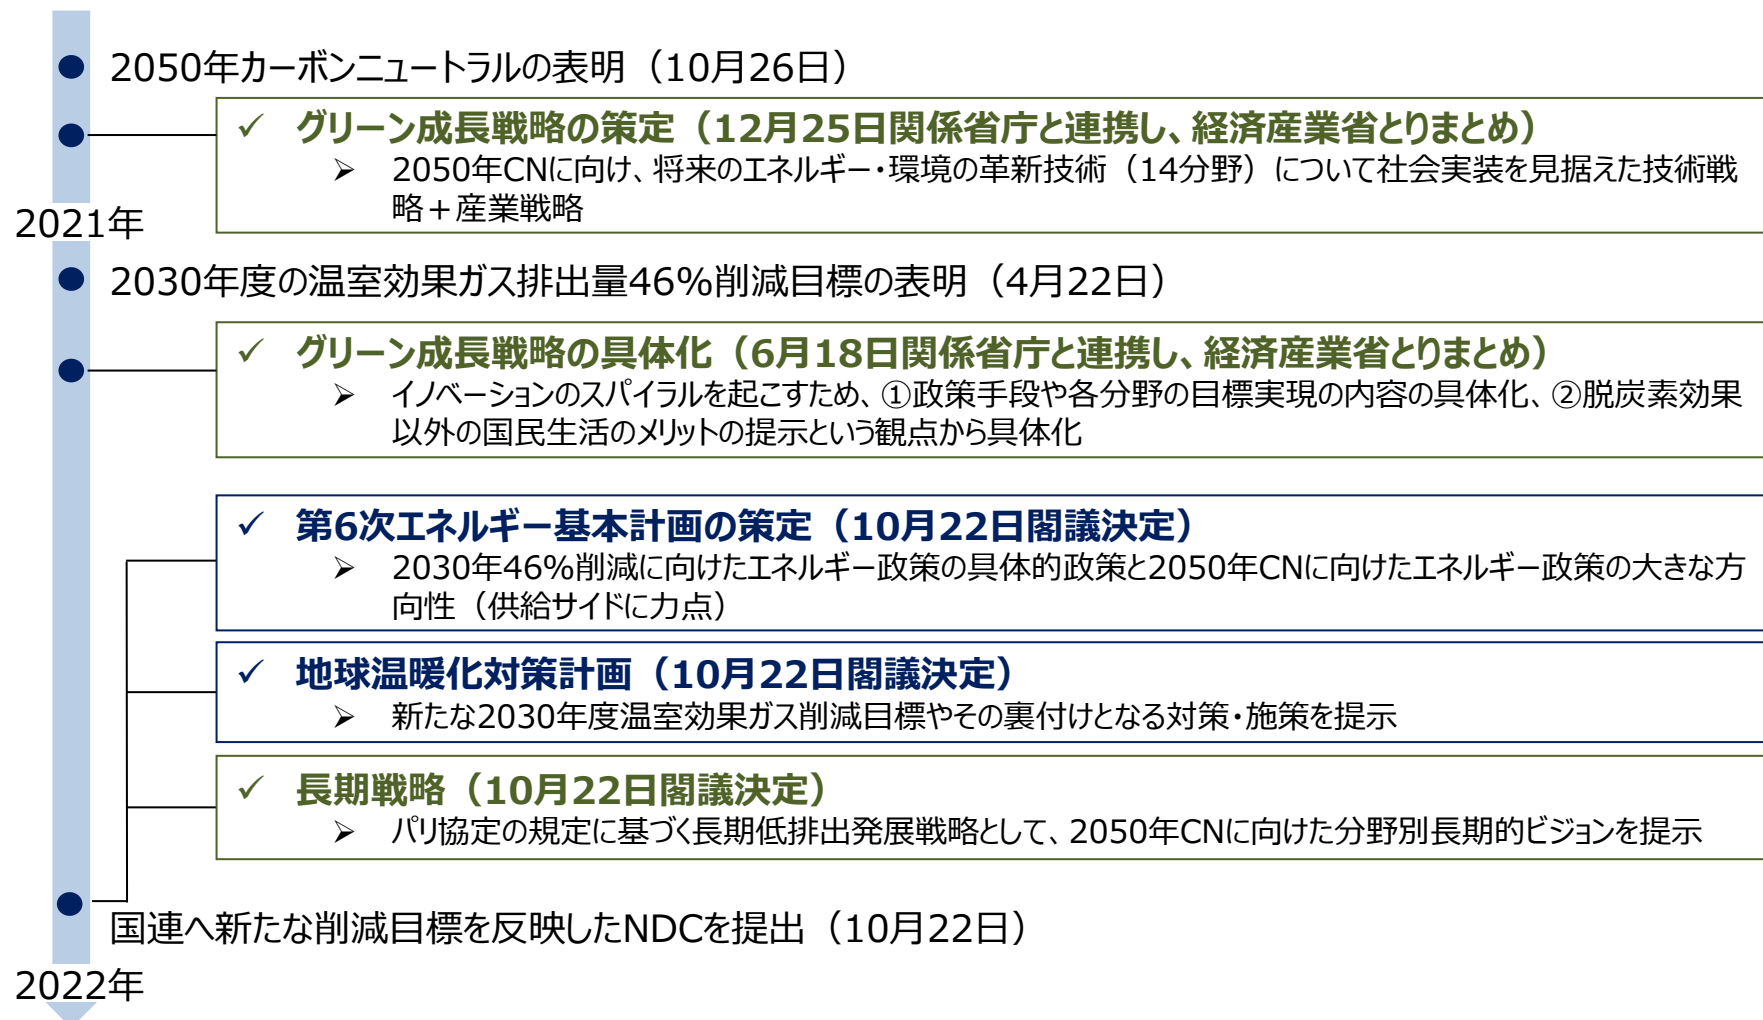 2050年カーボンニュートラルの表明（10月26日）
✓ グリーン成長戦略の策定（12月25日関係省庁と連携し、経済産業省とりまとめ）
➢ 2050年CNに向け、将来のエネルギー・環境の革新技術（14分野）について社会実装を見据えた技術戦
略＋産業戦略
2021年
2030年度の温室効果ガス排出量46%削減目標の表明（4月22日）
✓ グリーン成長戦略の具体化（6月18日関係省庁と連携し、経済産業省とりまとめ）
➢ イノベーションのスパイラルを起こすため、①政策手段や各分野の目標実現の内容の具体化、②脱炭素効果
以外の国民生活のメリットの提示という観点から具体化
✓ 第6次エネルギー基本計画の策定（10月22日閣議決定）
➢ 2030年46%削減に向けたエネルギー政策の具体的政策と2050年CNに向けたエネルギー政策の大きな方
向性（供給サイドに力点）
✓ 地球温暖化対策計画（10月22日閣議決定）
➢ 新たな2030年度温室効果ガス削減目標やその裏付けとなる対策・施策を提示
✓ 長期戦略（10月22日閣議決定）
➢ パリ協定の規定に基づく長期低排出発展戦略として、2050年CNに向けた分野別長期的ビジョンを提示
国連へ新たな削減目標を反映したNDCを提出（10月22日）
2022年